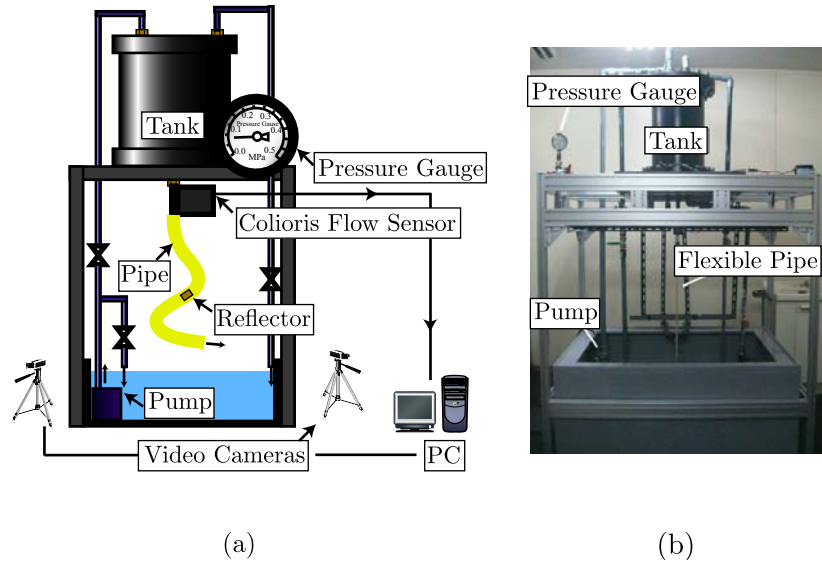 Tank
0.0
0.1
0.2
0.3
0.4
0.5
Pressure Gauge
MPa
Pressure Gauge
Colioris Flow Sensor
Pipe
Reflector
Pump
Video Cameras
PC
(a)
Pressure Gauge
Tank
Flexible Pipe
Pump
(b)